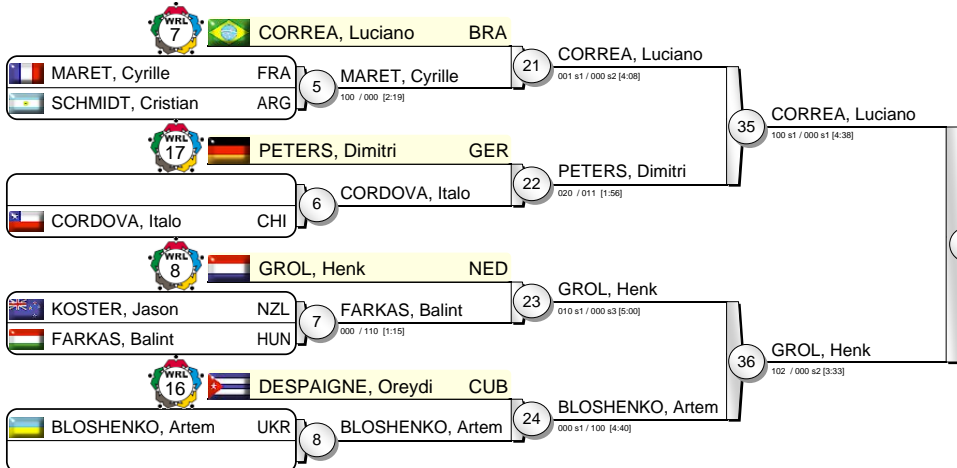 WRL
7
CORREA, Luciano BRA
MARET, Cyrille FRA
SCHMIDT, Cristian ARG
5
MARET, Cyrille
100 / 000 [2:19]
21
CORREA, Luciano
001 s1 / 000 s2 [4:08]
WRL
17
PETERS, Dimitri GER
CORDOVA, Italo CHI
6
CORDOVA, Italo
22
PETERS, Dimitri
020 / 011 [1:56]
35
CORREA, Luciano
100 s1 / 000 s1 [4:38]
WRL
8
GROL, Henk NED
KOSTER, Jason NZL
FARKAS, Balint HUN
7
FARKAS, Balint
000 / 110 [1:15]
23
GROL, Henk
010 s1 / 000 s3 [5:00]
WRL
16
DESPAIGNE, Oreydi CUB
BLOSHENKO, Artem UKR
8
BLOSHENKO, Artem
24
BLOSHENKO, Artem
000 s1 / 100 [4:40]
36
GROL, Henk
102 / 000 s2 [3:33]